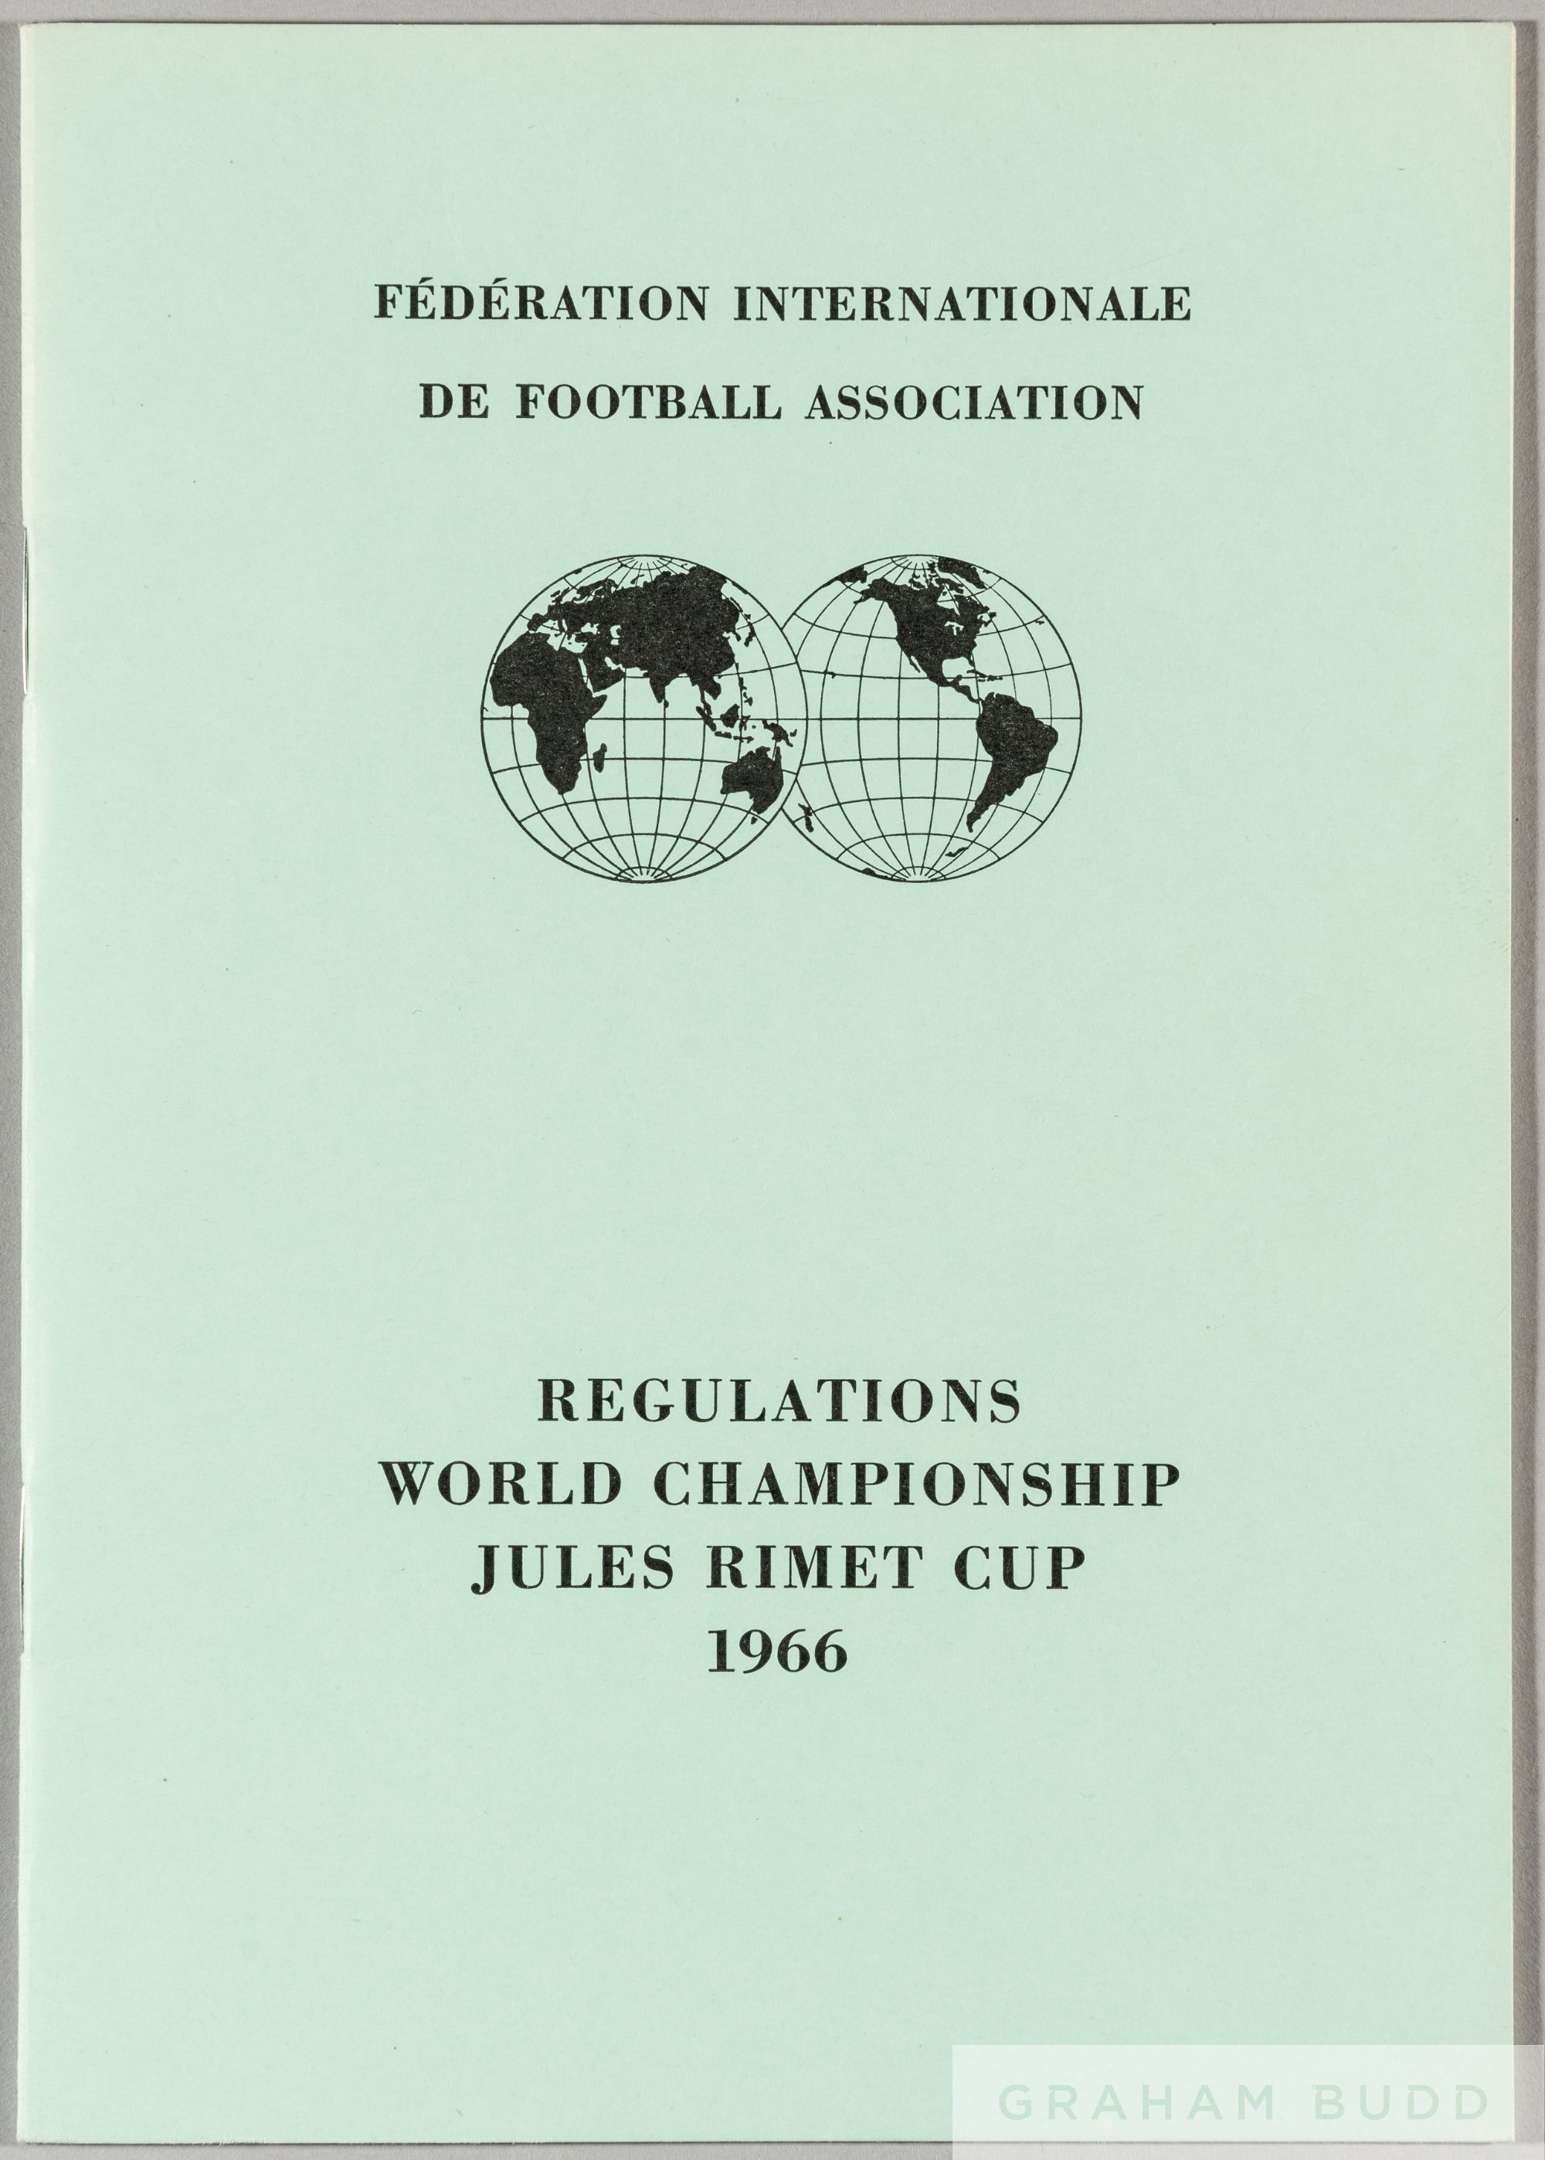 FÉDÉRATION INTERNATIONALE
DE FOOTBALL ASSOCIATION
REGULATIONS
WORLD CHAMPIONSHIP
JULES RIMET CUP
1966
GRAHAM BUDD